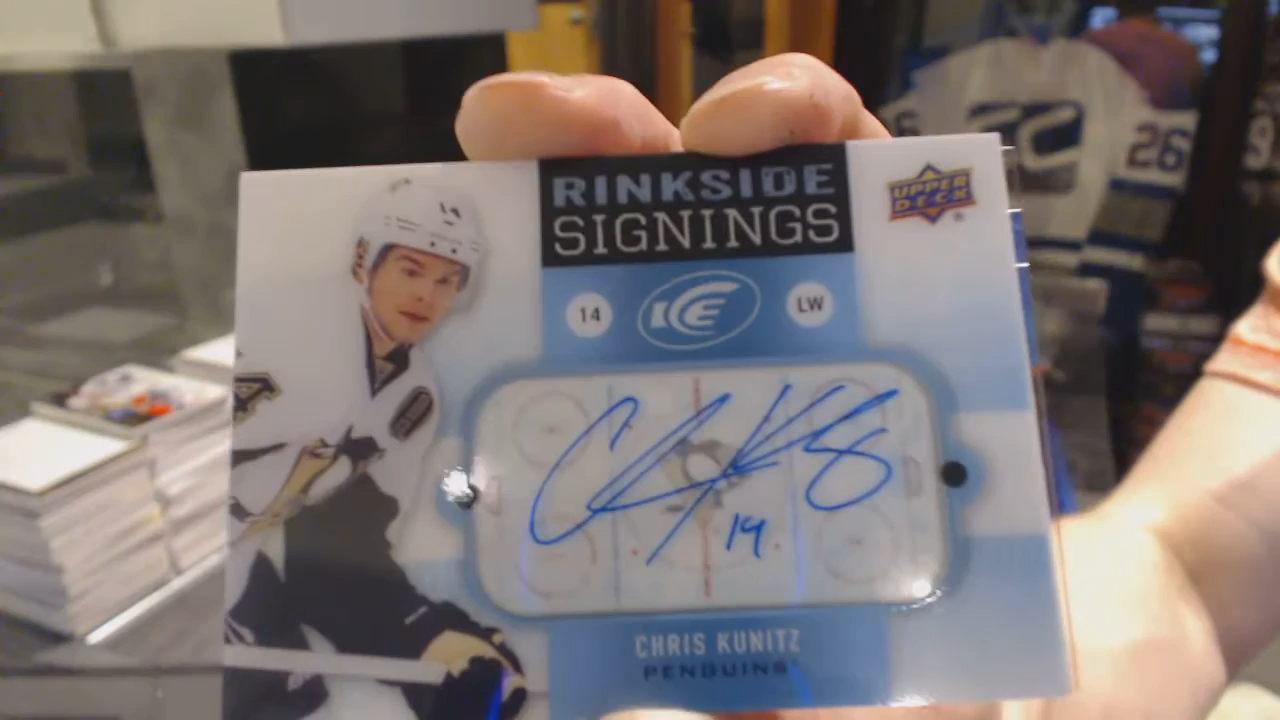 RINKSIDE
SIGNINGS
UPPER
DECK
14
ICE
LW
14
CHRIS KUNITZ
PENGUINS
26